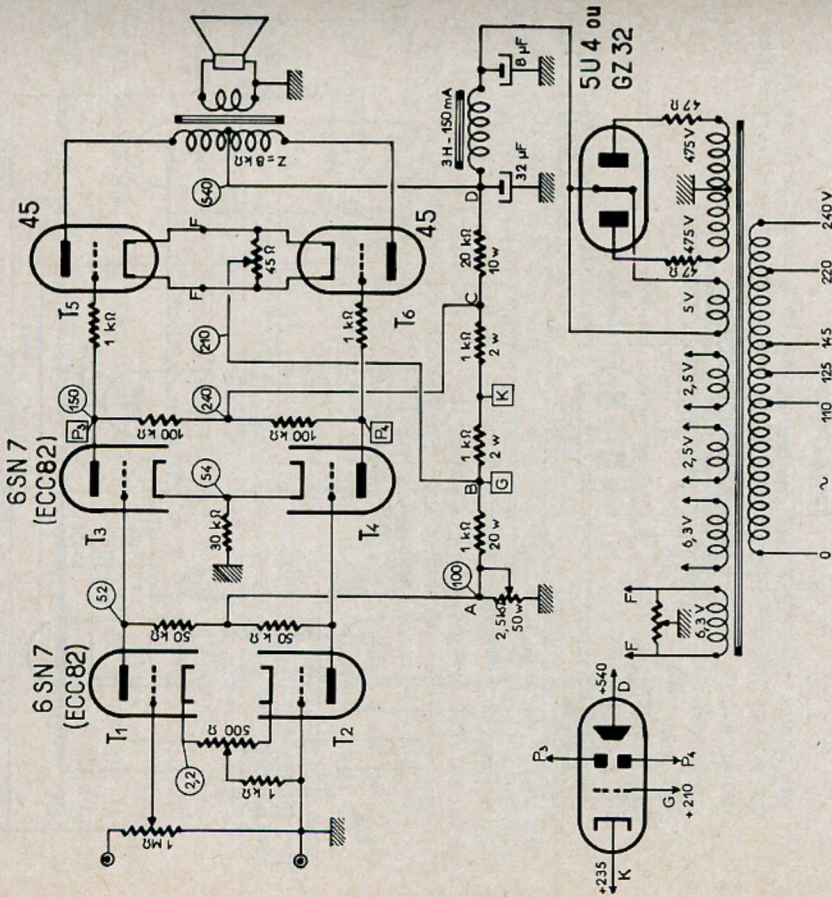 6 SN 7
(ECC82)
T1
T2
1 MΩ
2,2
500 Ω
1 kΩ
52
50 kΩ
50 kΩ
6 SN 7
(ECC82)
T3
T4
54
30 kΩ
P3
150
100 kΩ
240
100 kΩ
P4
45
T5
1 kΩ
F
F
45 Ω
210
1 kΩ
T6
45
540
Z = 8 kΩ
A
100
2,5 kΩ
50 w
1 kΩ
20 w
B
G
1 kΩ
2 w
K
1 kΩ
2 w
C
20 kΩ
10 w
D
32 µF
3 H - 150 mA
8 µF
5 U 4 ou
GZ 32
47 Ω
475 V
475 V
47 Ω
5 V
2,5 V
2,5 V
6,3 V
F
F
6,3 V
0
~
110
125
145
220
240 V
P3
P4
+540
D
G
+210
+235
K